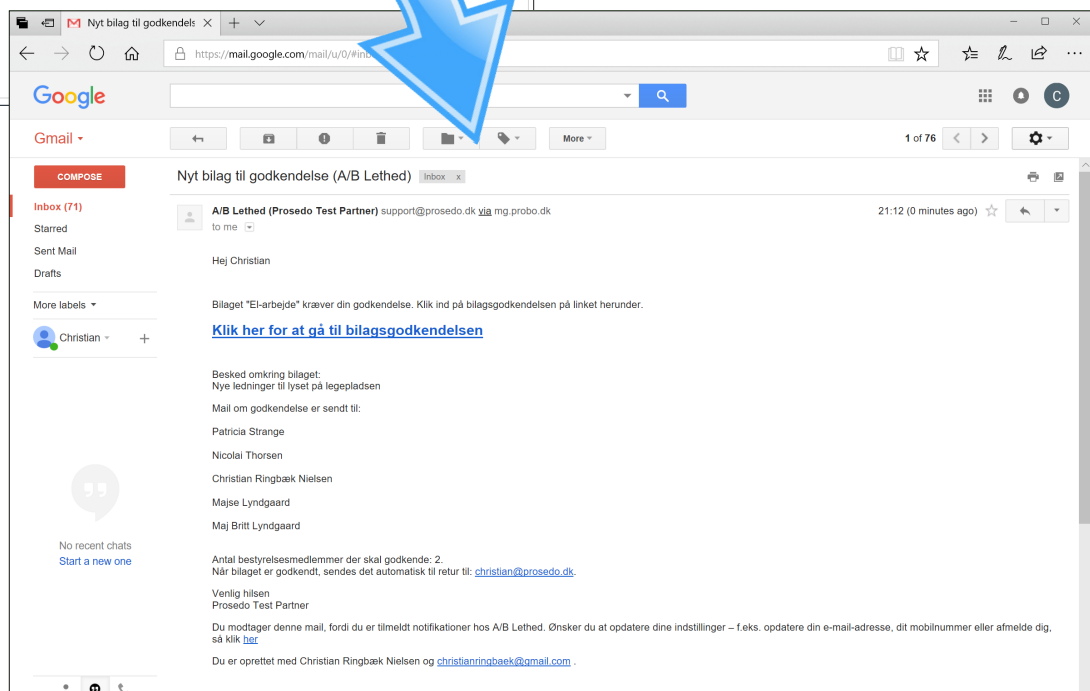 Nyt bilag til godkendels
https://mail.google.com/mail/u/0/#inb
Google
C
Gmail
More
1 of 76
COMPOSE
Nyt bilag til godkendelse (A/B Lethed) Inbox x
Inbox (71)
Starred
Sent Mail
Drafts
More labels
Christian
A/B Lethed (Prosedo Test Partner) support@prosedo.dk via mg.probo.dk
21:12 (0 minutes ago)
to me
Hej Christian
Bilaget "El-arbejde" kræver din godkendelse. Klik ind på bilagsgodkendelsen på linket herunder.
Klik her for at gå til bilagsgodkendelsen
Besked omkring bilaget:
Nye ledninger til lyset på legepladsen
Mail om godkendelse er sendt til:
Patricia Strange
Nicolai Thorsen
Christian Ringbæk Nielsen
Majse Lyndgaard
Maj Britt Lyndgaard
No recent chats
Start a new one
Antal bestyrelsesmedlemmer der skal godkende: 2.
Når bilaget er godkendt, sendes det automatisk til retur til: christian@prosedo.dk.
Venlig hilsen
Prosedo Test Partner
Du modtager denne mail, fordi du er tilmeldt notifikationer hos A/B Lethed. Ønsker du at opdatere dine indstillinger – f.eks. opdatere din e-mail-adresse, dit mobilnummer eller afmelde dig,
så klik her
Du er oprettet med Christian Ringbæk Nielsen og christianringbaek@gmail.com .